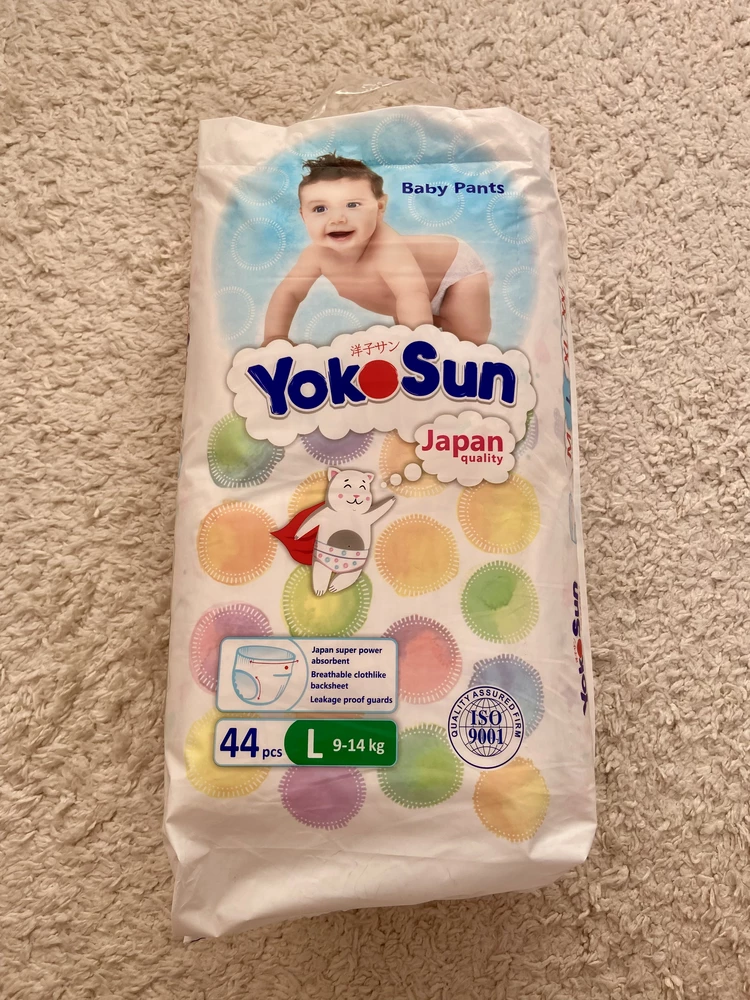 Baby Pants
洋子サン
YokoSun
Japan
quality
Japan super power
absorbent
Breathable clothlike
backsheet
Leakage proof guards
44 pcs L 9-14 kg
QUALITY ASSURED FIRM
ISO
9001
YokoSun